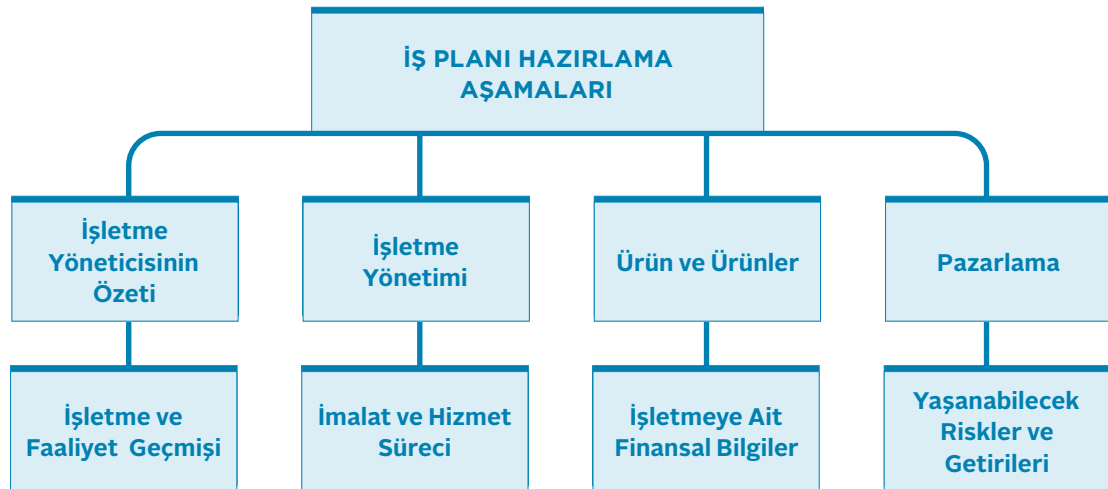 İŞ PLANI HAZIRLAMA
AŞAMALARI
İşletme
Yöneticisinin
Özeti
İşletme
Yönetimi
Ürün ve Ürünler
Pazarlama
İşletme ve
Faaliyet Geçmişi
İmalat ve Hizmet
Süreci
İşletmeye Ait
Finansal Bilgiler
Yaşanabilecek
Riskler ve
Getirileri